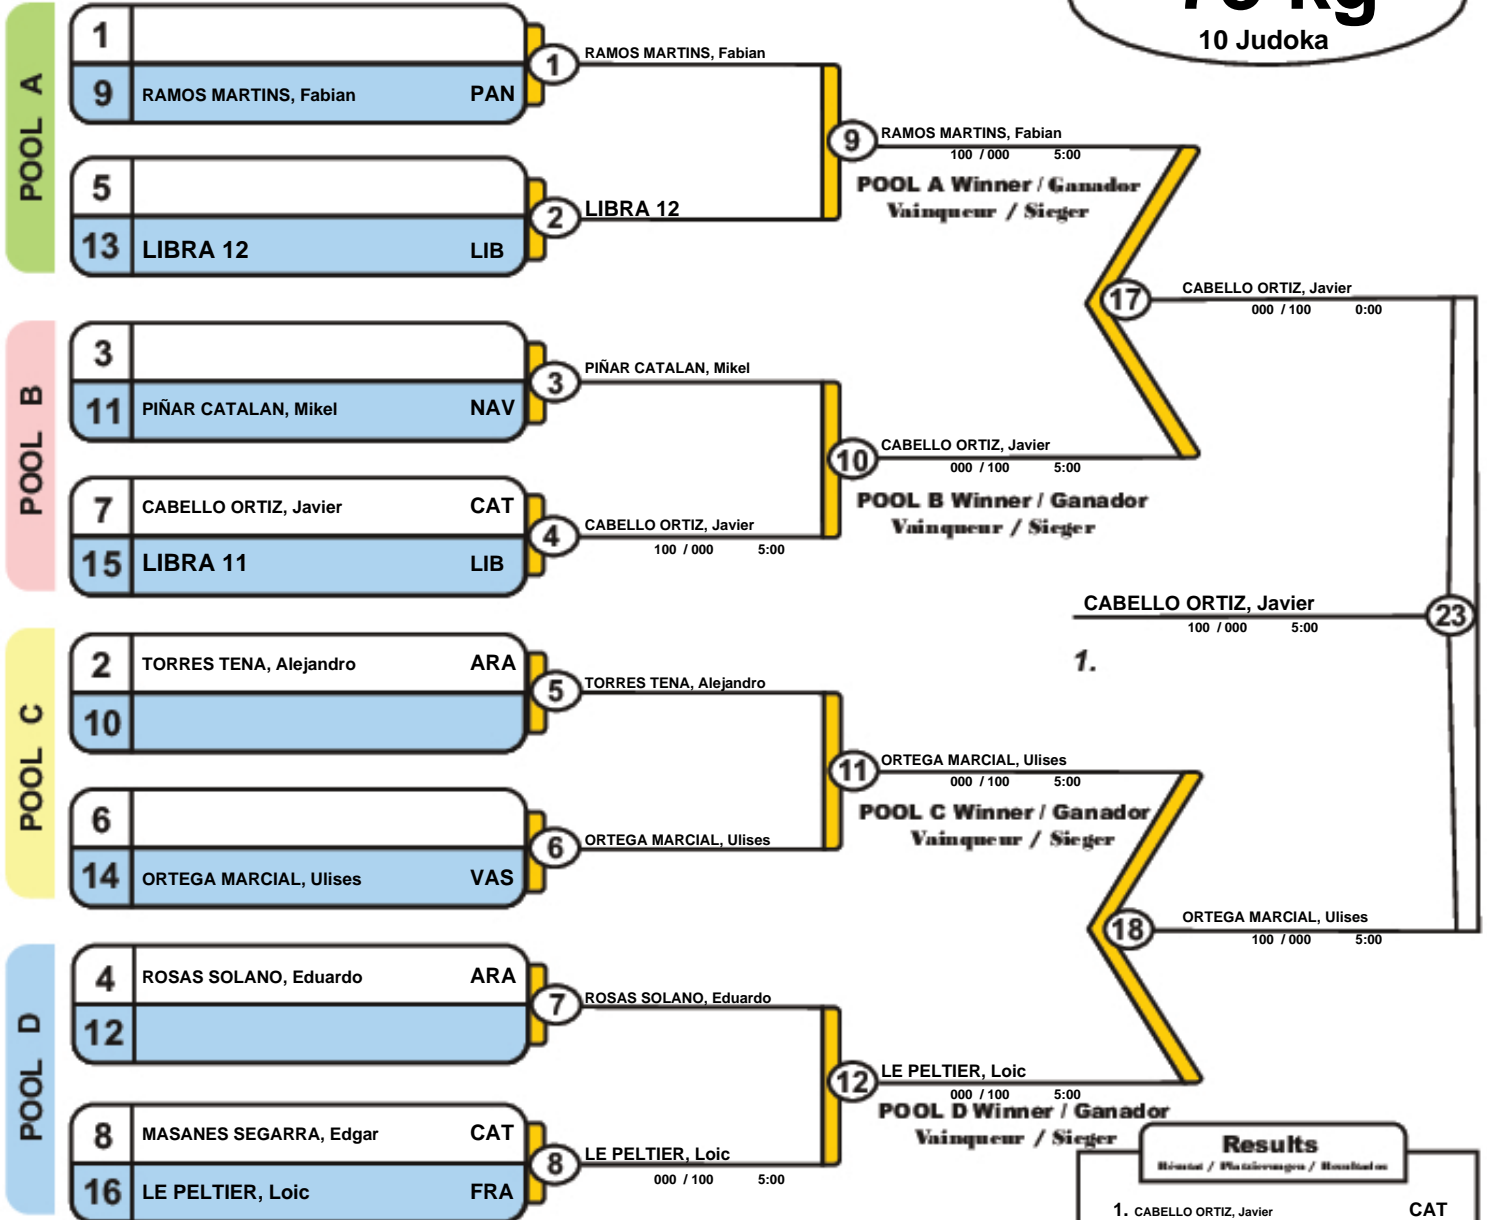 10 Judoka
POOL A
1
9 RAMOS MARTINS, Fabian PAN
1 RAMOS MARTINS, Fabian
5
13 LIBRA 12 LIB
2 LIBRA 12
9 RAMOS MARTINS, Fabian
100 / 000 5:00
POOL A Winner / Ganador
Vainqueur / Sieger
POOL B
3
11 PIÑAR CATALAN, Mikel NAV
3 PIÑAR CATALAN, Mikel
7 CABELLO ORTIZ, Javier CAT
15 LIBRA 11 LIB
4 CABELLO ORTIZ, Javier
100 / 000 5:00
10 CABELLO ORTIZ, Javier
000 / 100 5:00
POOL B Winner / Ganador
Vainqueur / Sieger
17 CABELLO ORTIZ, Javier
000 / 100 0:00
CABELLO ORTIZ, Javier 23
100 / 000 5:00
1.
POOL C
2 TORRES TENA, Alejandro ARA
10
5 TORRES TENA, Alejandro
6
14 ORTEGA MARCIAL, Ulises VAS
6 ORTEGA MARCIAL, Ulises
11 ORTEGA MARCIAL, Ulises
000 / 100 5:00
POOL C Winner / Ganador
Vainqueur / Sieger
18 ORTEGA MARCIAL, Ulises
100 / 000 5:00
POOL D
4 ROSAS SOLANO, Eduardo ARA
12
7 ROSAS SOLANO, Eduardo
8 MASANES SEGARRA, Edgar CAT
16 LE PELTIER, Loic FRA
8 LE PELTIER, Loic
000 / 100 5:00
12 LE PELTIER, Loic
000 / 100 5:00
POOL D Winner / Ganador
Vainqueur / Sieger
Results
/ Platzierungen / Resultados
1. CABELLO ORTIZ, Javier CAT